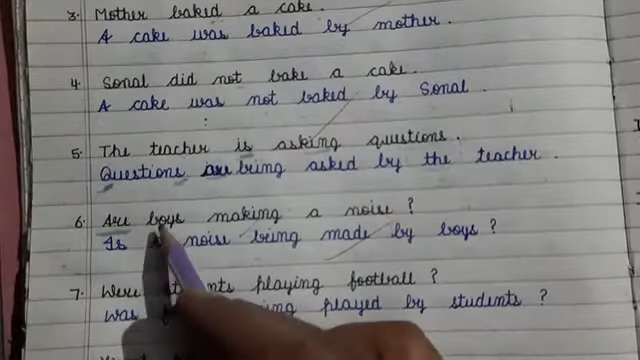 3. Mother baked a cake.
A cake was baked by mother.
4. Sonal did not bake a cake.
A cake was not baked by Sonal.
5. The teacher is asking questions.
Questions are being asked by the teacher.
6. Are boys making a noise?
Is noise being made by boys?
7. Were playing football?
Was played by students?